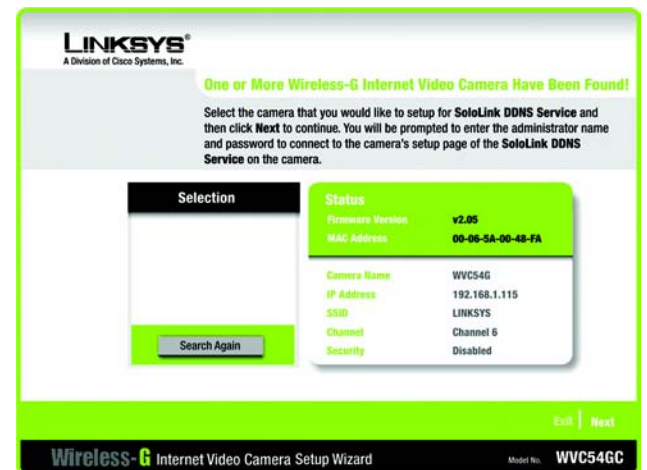 LINKSYS®
A Division of Cisco Systems, Inc.
One or More Wireless-G Internet Video Camera Have Been Found!
Select the camera that you would like to setup for SoloLink DDNS Service and
then click Next to continue. You will be prompted to enter the administrator name
and password to connect to the camera's setup page of the SoloLink DDNS
Service on the camera.
Selection
Search Again
Status
Firmware Version v2.05
MAC Address 00-06-5A-00-48-FA
Camera Name WVC54G
IP Address 192.168.1.115
SSID LINKSYS
Channel Channel 6
Security Disabled
Exit | Next
Wireless-G Internet Video Camera Setup Wizard
Model No. WVC54GC